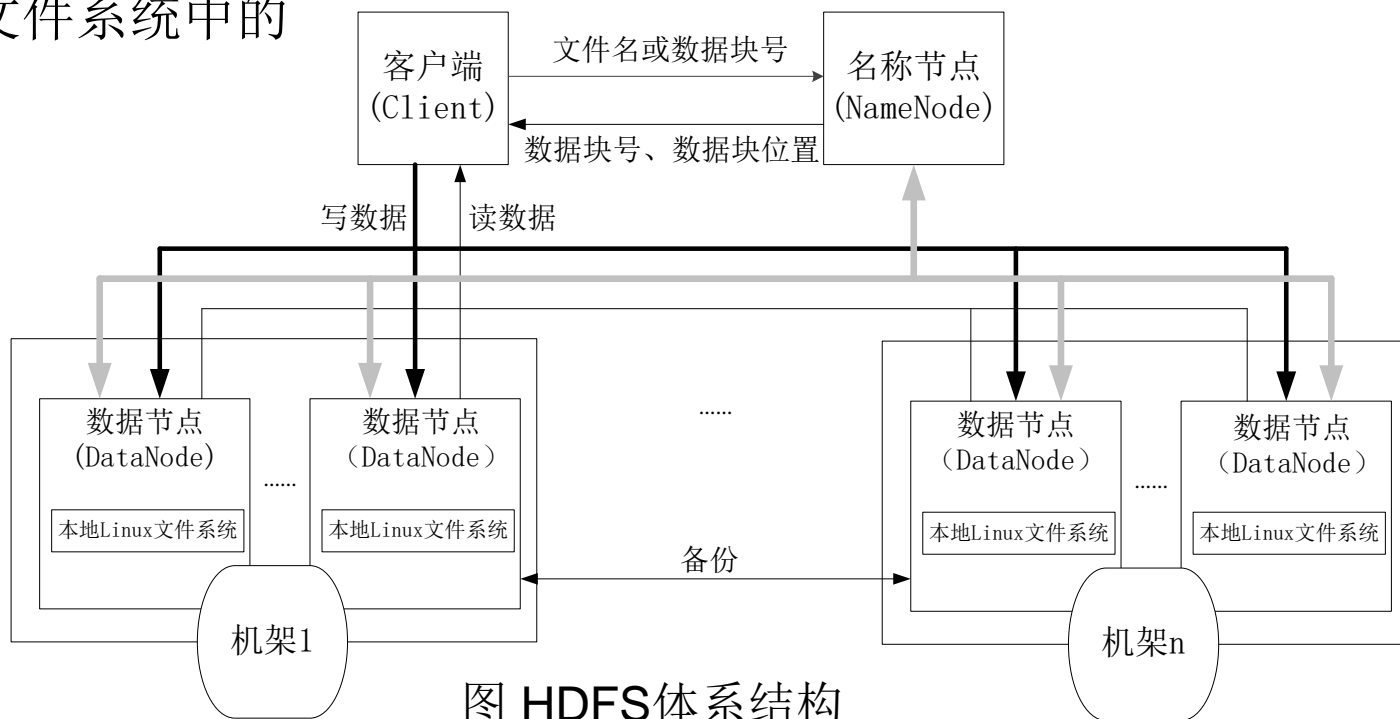 文件系统中的
客户端
(Client)
文件名或数据块号
名称节点
(NameNode)
数据块号、数据块位置
写数据
读数据
数据节点
(DataNode)
......
本地Linux文件系统
数据节点
（DataNode）
本地Linux文件系统
......
数据节点
（DataNode）
......
本地Linux文件系统
数据节点
（DataNode）
本地Linux文件系统
备份
机架1
机架n
图 HDFS体系结构